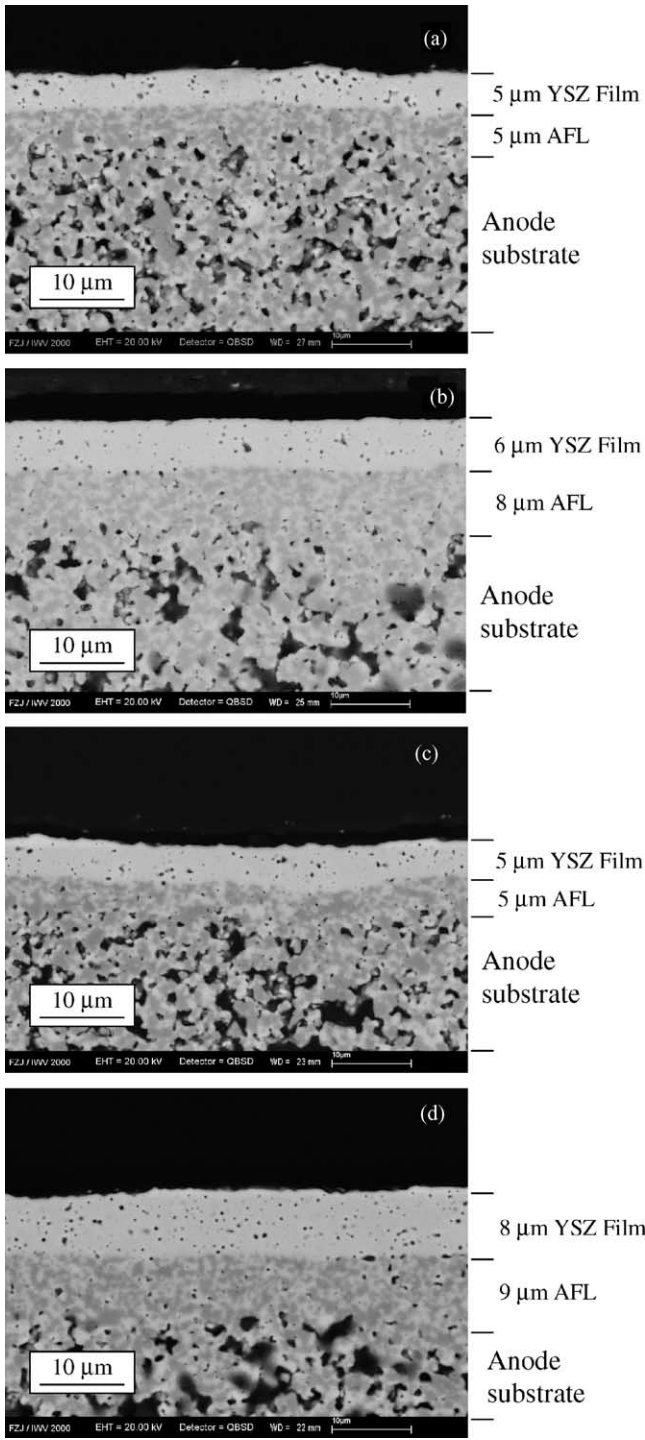 (a)
5 µm YSZ Film
5 µm AFL
Anode
substrate
10 µm
FZJ / IWV 2000 EHT = 20.00 kV Detector = QBSD WD = 27 mm 10µm
(b)
6 µm YSZ Film
8 µm AFL
Anode
substrate
10 µm
FZJ / IWV 2000 EHT = 20.00 kV Detector = QBSD WD = 25 mm 10µm
(c)
5 µm YSZ Film
5 µm AFL
Anode
substrate
10 µm
FZJ / IWV 2000 EHT = 20.00 kV Detector = QBSD WD = 23 mm 10µm
(d)
8 µm YSZ Film
9 µm AFL
Anode
substrate
10 µm
FZJ / IWV 2000 EHT = 20.00 kV Detector = QBSD WD = 22 mm 10µm